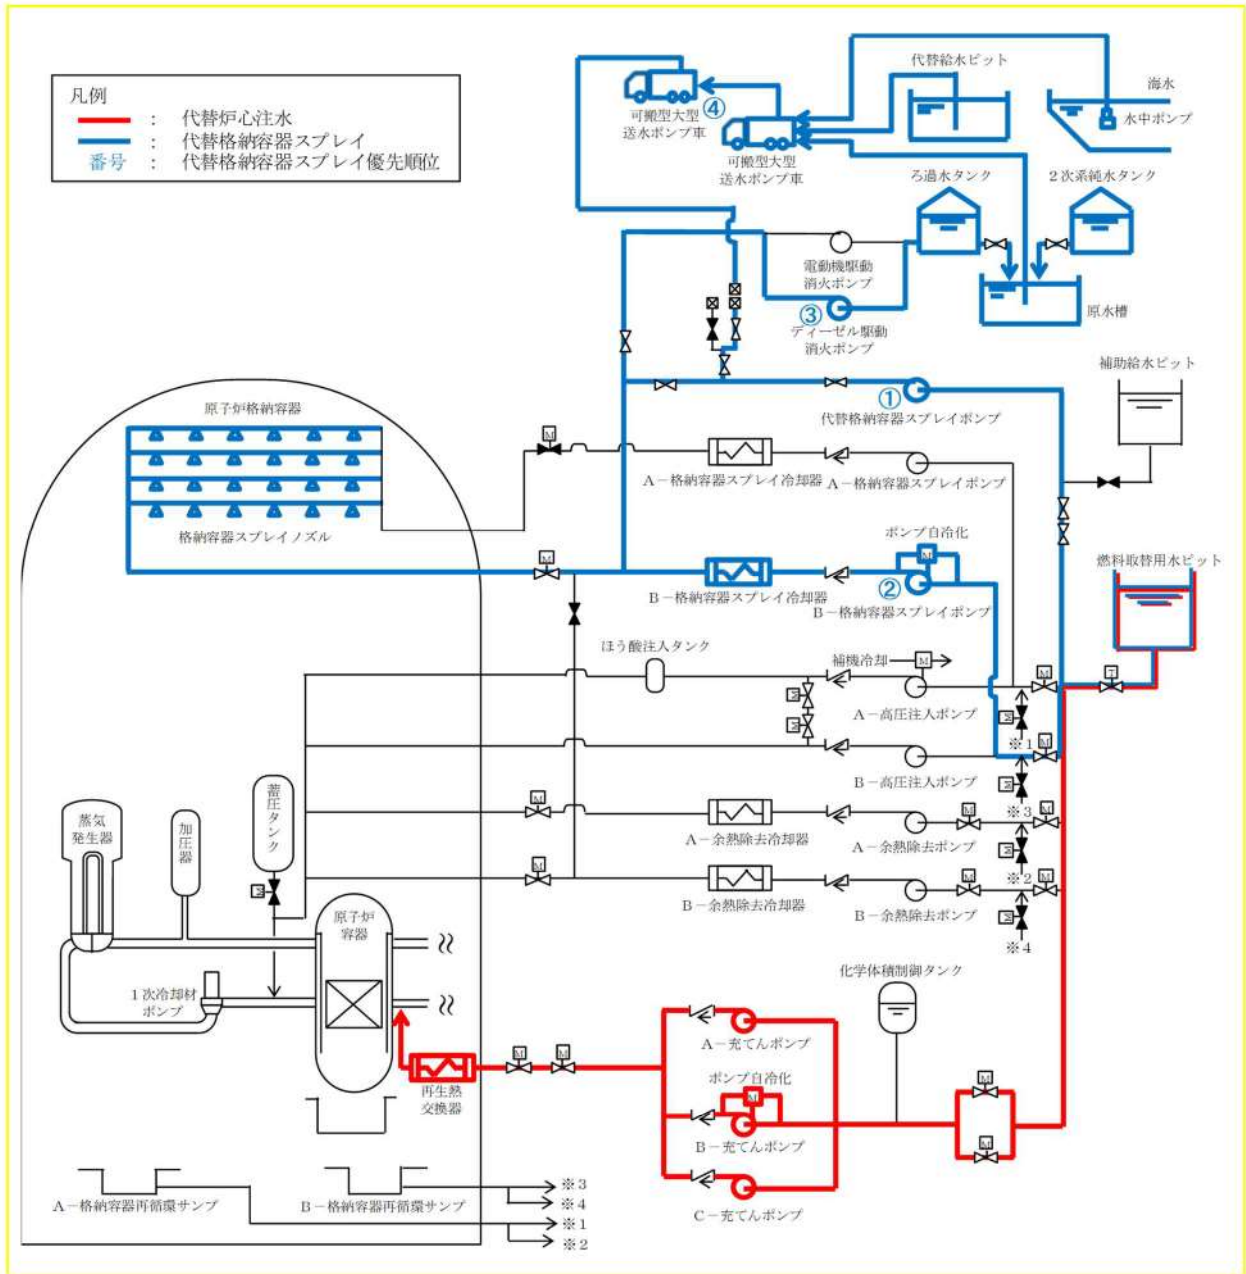 凡例
： 代替炉心注水
： 代替格納容器スプレイ
番号 ： 代替格納容器スプレイ優先順位
④
可搬型大型
送水ポンプ車
可搬型大型
送水ポンプ車
代替給水ピット
海水
水中ポンプ
ろ過水タンク
2次系純水タンク
原水槽
電動機駆動
消火ポンプ
③
ディーゼル駆動
消火ポンプ
補助給水ピット
①
代替格納容器スプレイポンプ
原子炉格納容器
格納容器スプレイノズル
M
A－格納容器スプレイ冷却器
A－格納容器スプレイポンプ
ポンプ自冷化
M
M
②
B－格納容器スプレイ冷却器
B－格納容器スプレイポンプ
燃料取替用水ピット
T
ほう酸注入タンク
補機冷却
M
M
M
M
A－高圧注入ポンプ
M
※1
M
B－高圧注入ポンプ
M
※3
M
M
M
A－余熱除去冷却器
A－余熱除去ポンプ
M
※2
M
M
M
B－余熱除去冷却器
B－余熱除去ポンプ
M
※4
蒸気
発生器
加圧器
蓄圧タンク
M
原子炉
容器
1次冷却材
ポンプ
化学体積制御タンク
A－充てんポンプ
M
M
再生熱
交換器
ポンプ自冷化
M
B－充てんポンプ
M
M
C－充てんポンプ
A－格納容器再循環サンプ
B－格納容器再循環サンプ
※3
※4
※1
※2